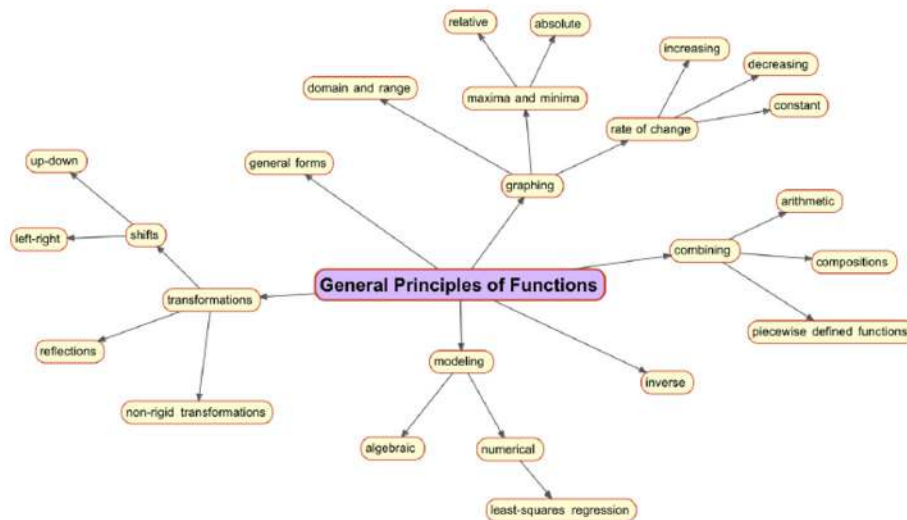 relative
absolute
increasing
decreasing
domain and range
maxima and minima
constant
rate of change
up-down
general forms
graphing
arithmetic
left-right
shifts
combining
compositions
General Principles of Functions
transformations
piecewise defined functions
reflections
modeling
inverse
non-rigid transformations
algebraic
numerical
least-squares regression